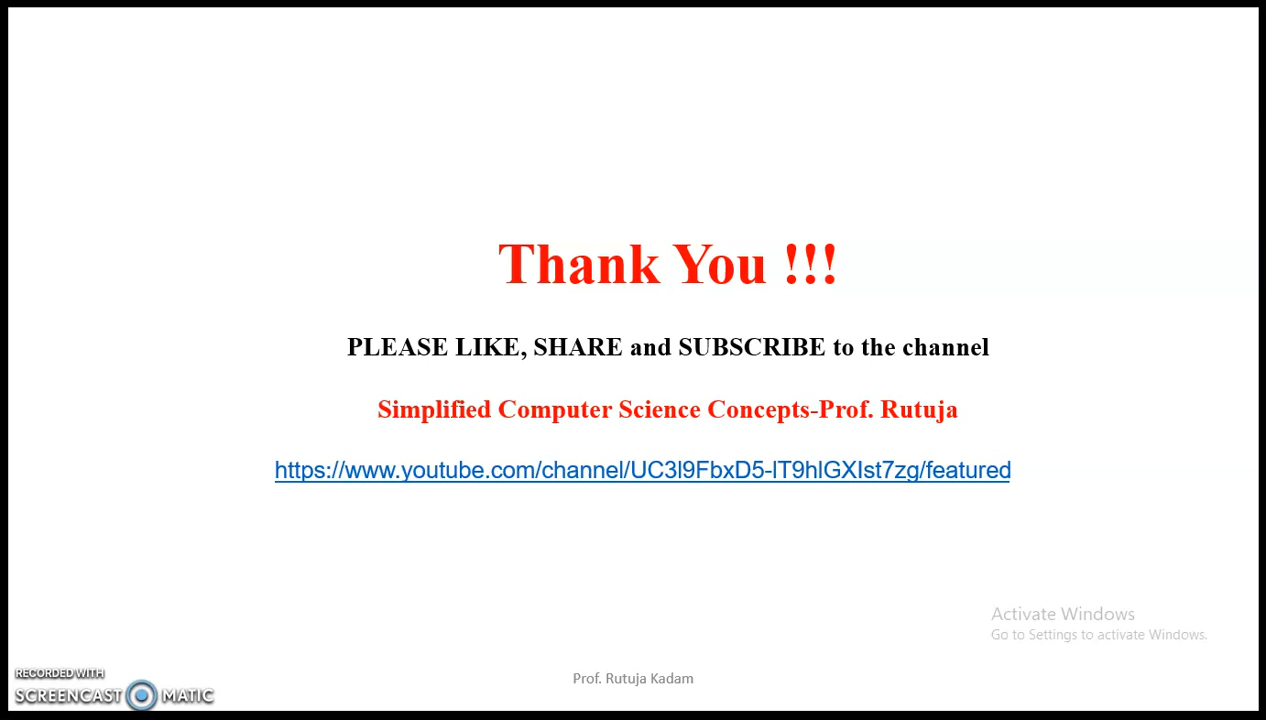 Thank You !!!
PLEASE LIKE, SHARE and SUBSCRIBE to the channel
Simplified Computer Science Concepts-Prof. Rutuja
https://www.youtube.com/channel/UC3l9FbxD5-lT9hlGXIst7zg/featured
Activate Windows
Go to Settings to activate Windows.
RECORDED WITH
SCREENCAST MATIC
Prof. Rutuja Kadam